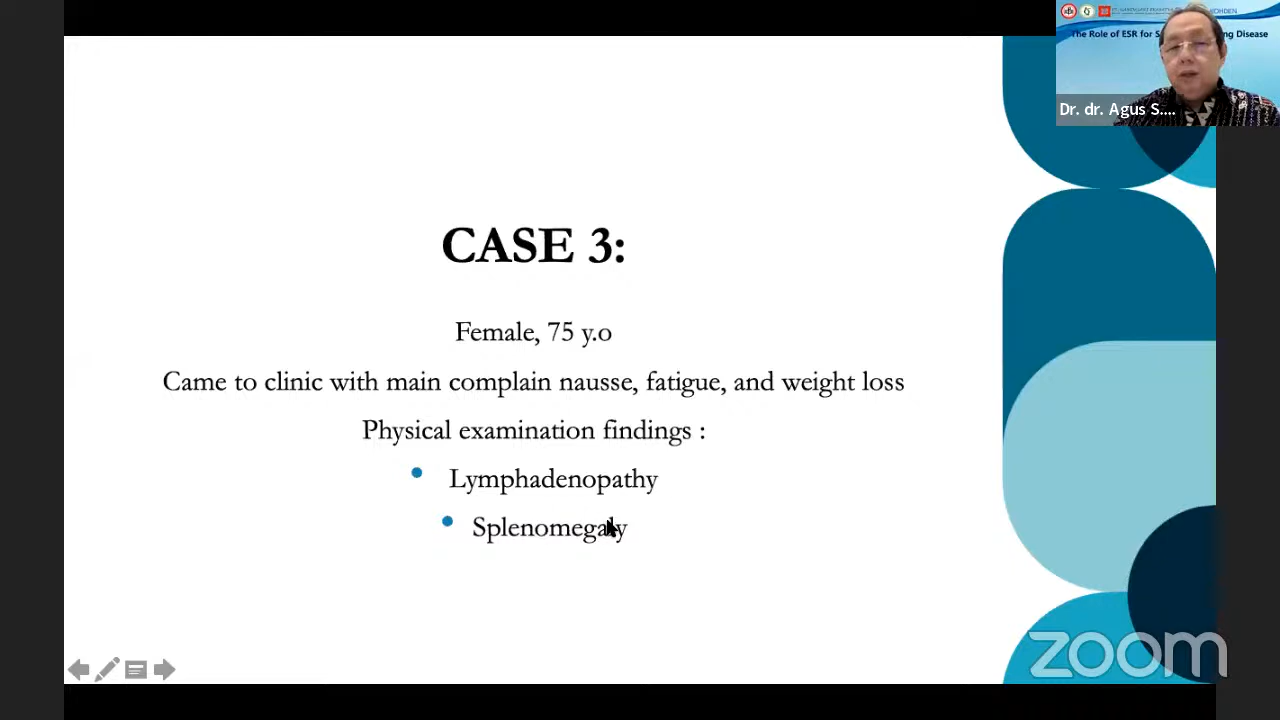 The Role of ESR for S
ng Disease
Dr. dr. Agus S....
CASE 3:
Female, 75 y.o
Came to clinic with main complain nausse, fatigue, and weight loss
Physical examination findings :
• Lymphadenopathy
• Splenomegaly
zoom